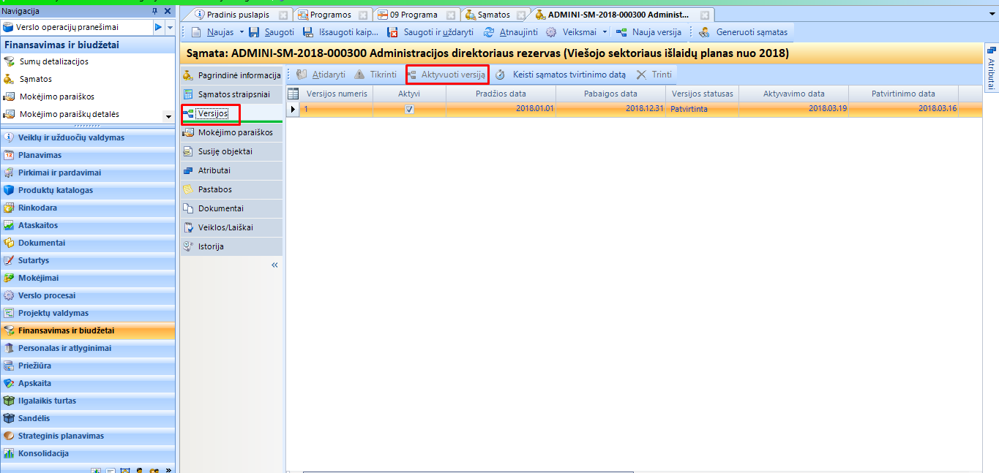 Navigacija
Verslo operacijų pranešimai
Finansavimas ir biudžetai
Sumų detalizacijos
Sąmatos
Mokėjimo paraiškos
Mokėjimo paraiškų detalės
Veiklų ir užduočių valdymas
Planavimas
Pirkimai ir pardavimai
Produktų katalogas
Rinkodara
Ataskaitos
Dokumentai
Sutartys
Mokėjimai
Verslo procesai
Projektų valdymas
Finansavimas ir biudžetai
Personalas ir atlyginimai
Priežiūra
Apskaita
Ilgalaikis turtas
Sandėlis
Strateginis planavimas
Konsolidacija
Pradinis puslapis Programos 09 Programa Sąmatos ADMINI-SM-2018-000300 Administ...
Naujas Saugoti Išsaugoti kaip... Saugoti ir uždaryti Atnaujinti Veiksmai Nauja versija Generuoti sąmatas
Sąmata: ADMINI-SM-2018-000300 Administracijos direktoriaus rezervas (Viešojo sektoriaus išlaidų planas nuo 2018)
Pagrindinė informacija
Sąmatos straipsniai
Versijos
Mokėjimo paraiškos
Susiję objektai
Atributai
Pastabos
Dokumentai
Veiklos/Laiškai
Istorija
«
Atidaryti Tikrinti Aktyvuoti versiją Keisti sąmatos tvirtinimo datą Trinti
Versijos numeris Aktyvi Pradžios data Pabaigos data Versijos statusas Aktyvavimo data Patvirtinimo data
1 2018.01.01 2018.12.31 Patvirtinta 2018.03.19 2018.03.16
Atributai